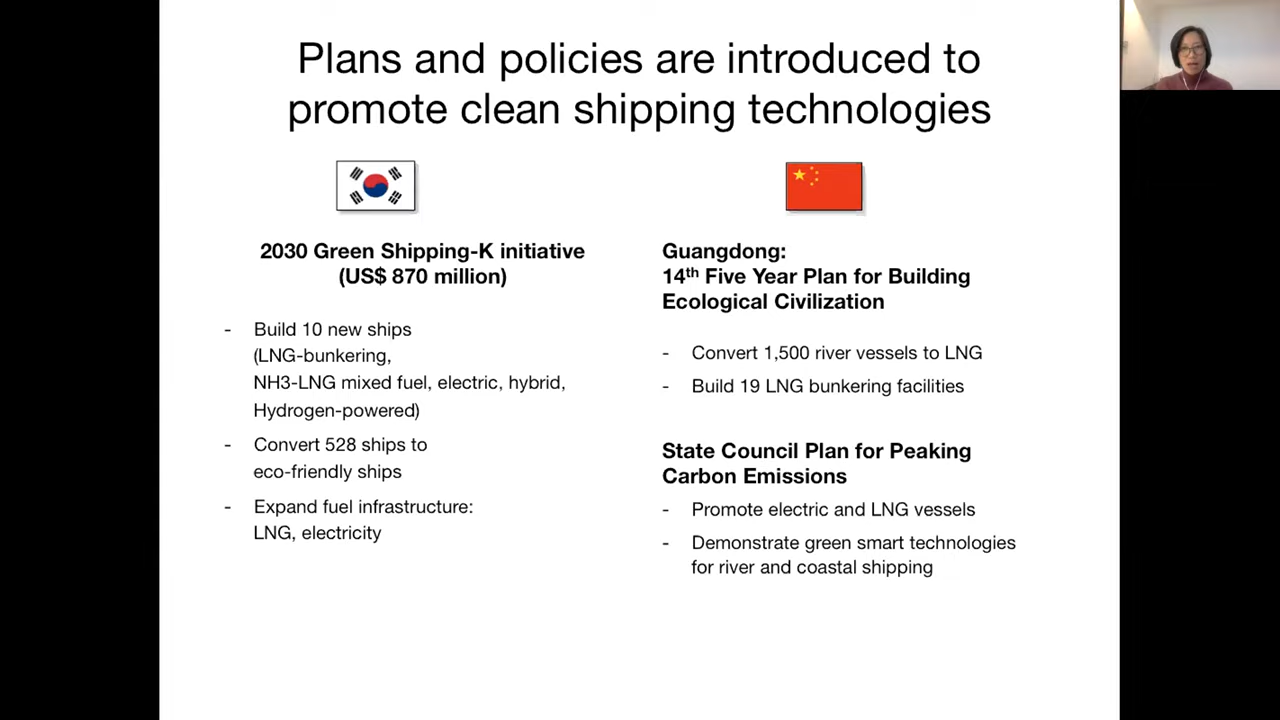 Plans and policies are introduced to
promote clean shipping technologies
2030 Green Shipping-K initiative
(US$ 870 million)
- Build 10 new ships
(LNG-bunkering,
NH3-LNG mixed fuel, electric, hybrid,
Hydrogen-powered)
- Convert 528 ships to
eco-friendly ships
- Expand fuel infrastructure:
LNG, electricity
Guangdong:
14th Five Year Plan for Building
Ecological Civilization
- Convert 1,500 river vessels to LNG
- Build 19 LNG bunkering facilities
State Council Plan for Peaking
Carbon Emissions
- Promote electric and LNG vessels
- Demonstrate green smart technologies
for river and coastal shipping